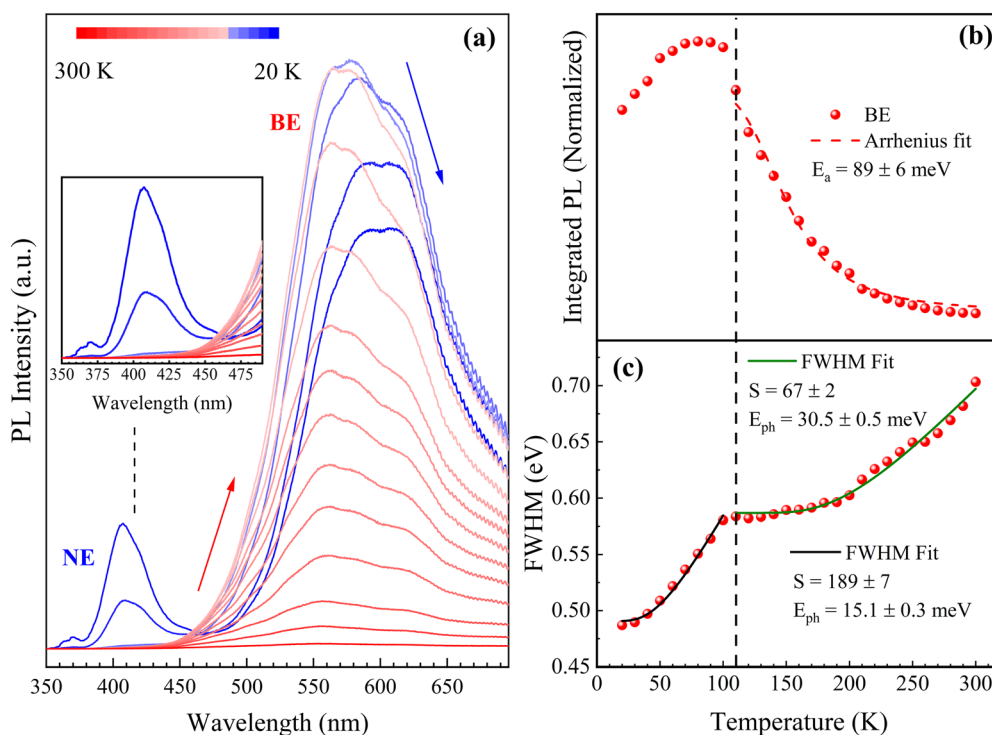 (a)
300 K
20 K
BE
NE
PL Intensity (a.u.)
350 375 400 425 450 475
Wavelength (nm)
350 400 450 500 550 600 650
Wavelength (nm)
(b)
Integrated PL (Normalized)
BE
Arrhenius fit
Eₐ = 89 ± 6 meV
(c)
FWHM (eV)
0.70
0.65
0.60
0.55
0.50
0.45
FWHM Fit
S = 67 ± 2
Eₚₕ = 30.5 ± 0.5 meV
FWHM Fit
S = 189 ± 7
Eₚₕ = 15.1 ± 0.3 meV
0 50 100 150 200 250 300
Temperature (K)